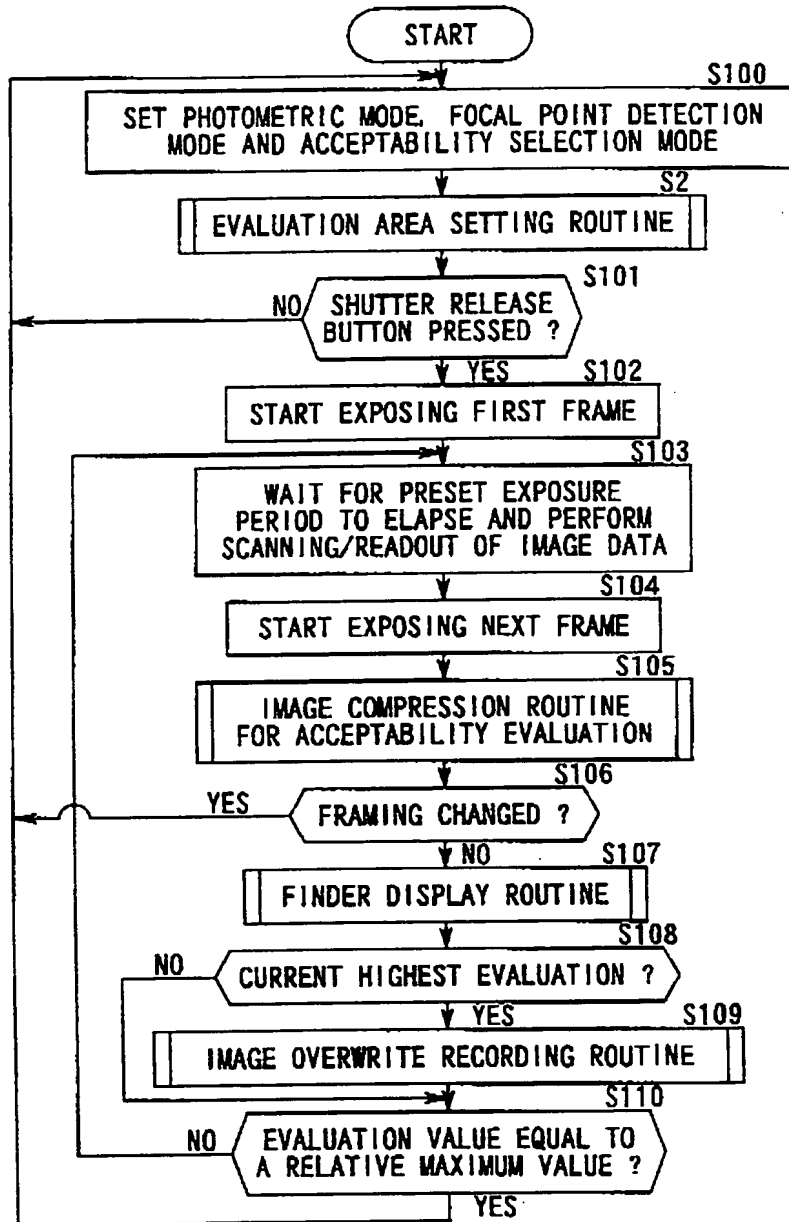 START
S100
SET PHOTOMETRIC MODE. FOCAL POINT DETECTION
MODE AND ACCEPTABILITY SELECTION MODE
S2
EVALUATION AREA SETTING ROUTINE
S101
NO
SHUTTER RELEASE
BUTTON PRESSED ?
YES
S102
START EXPOSING FIRST FRAME
S103
WAIT FOR PRESET EXPOSURE
PERIOD TO ELAPSE AND PERFORM
SCANNING/READOUT OF IMAGE DATA
S104
START EXPOSING NEXT FRAME
S105
IMAGE COMPRESSION ROUTINE
FOR ACCEPTABILITY EVALUATION
S106
YES
FRAMING CHANGED ?
NO
S107
FINDER DISPLAY ROUTINE
S108
NO
CURRENT HIGHEST EVALUATION ?
YES
S109
IMAGE OVERWRITE RECORDING ROUTINE
S110
NO
EVALUATION VALUE EQUAL TO
A RELATIVE MAXIMUM VALUE ?
YES